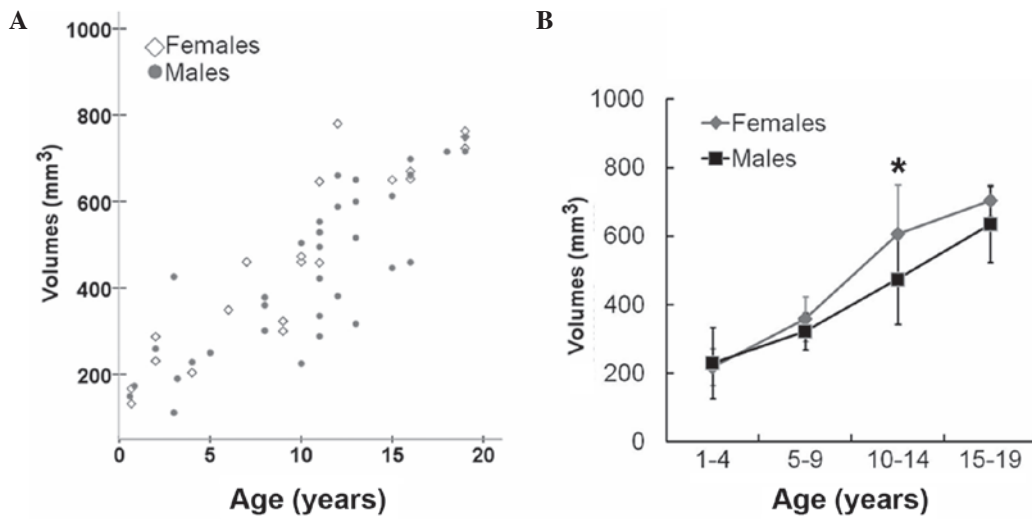 A
1000
Females
Males
800
600
400
200
0
5
10
15
20
Volumes (mm³)
Age (years)
B
1000
Females
Males
800
*
600
400
200
0
1-4
5-9
10-14
15-19
Volumes (mm³)
Age (years)